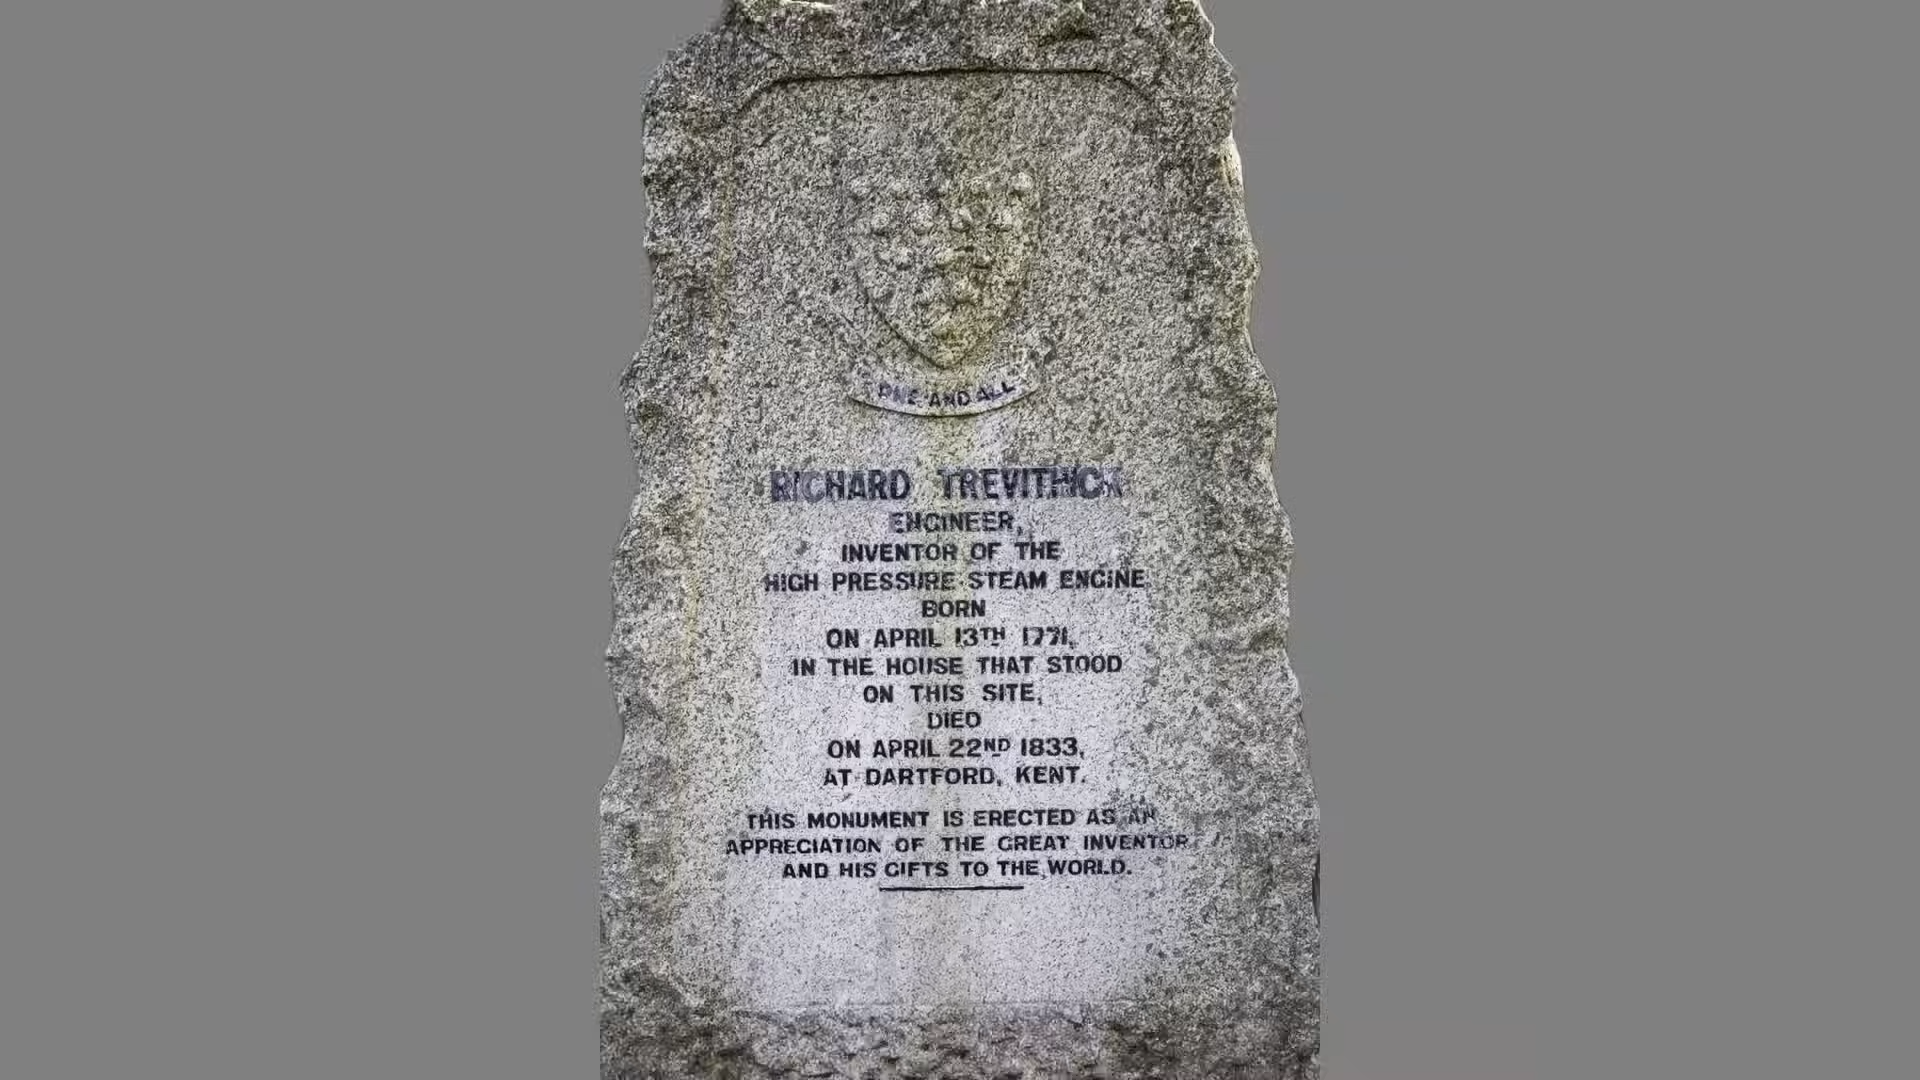 ONE AND ALL
RICHARD TREVITHICK
ENGINEER,
INVENTOR OF THE
HIGH PRESSURE STEAM ENGINE
BORN
ON APRIL 13TH 1771,
IN THE HOUSE THAT STOOD
ON THIS SITE,
DIED
ON APRIL 22ND 1833,
AT DARTFORD, KENT.
THIS MONUMENT IS ERECTED AS AN
APPRECIATION OF THE GREAT INVENTOR
AND HIS GIFTS TO THE WORLD.